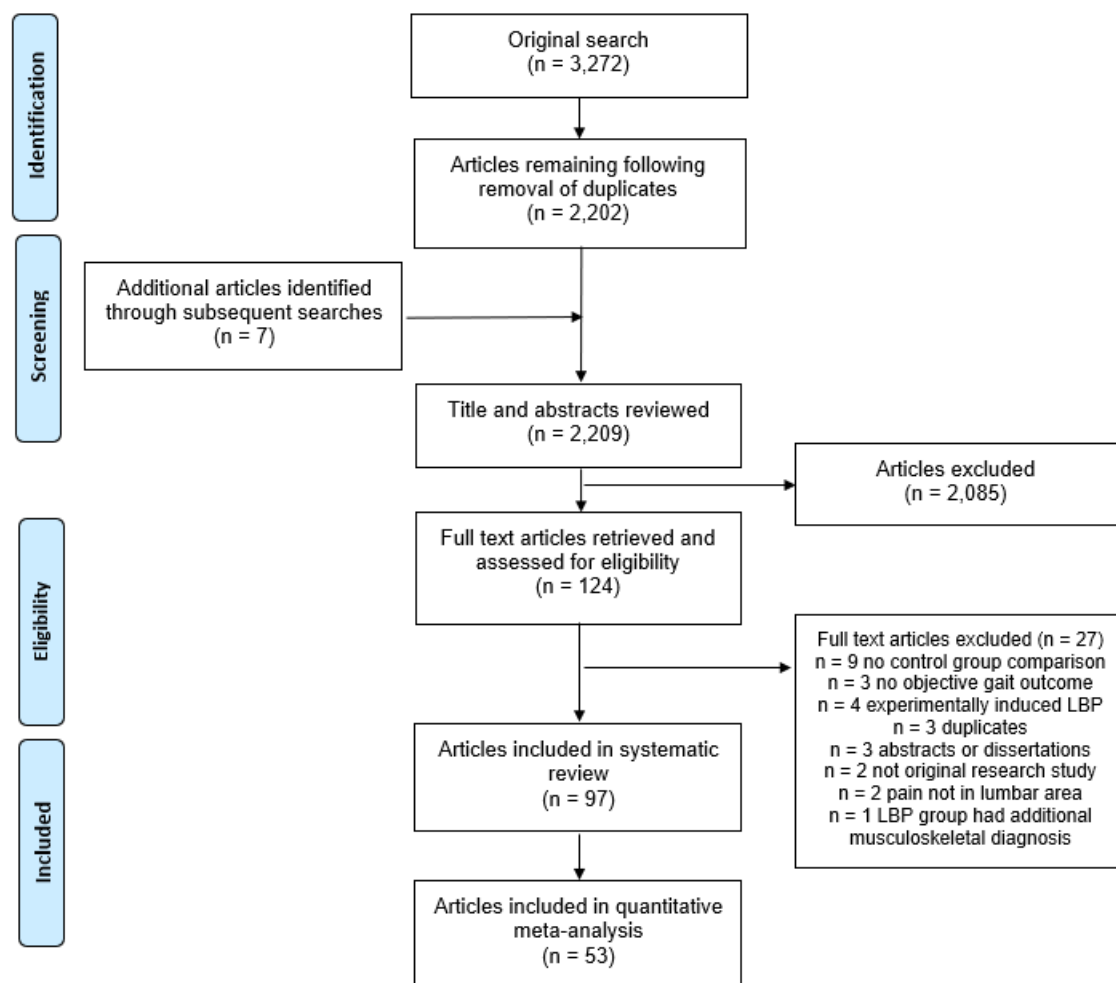 Identification
Original search
(n = 3,272)
Articles remaining following
removal of duplicates
(n = 2,202)
Screening
Additional articles identified
through subsequent searches
(n = 7)
Title and abstracts reviewed
(n = 2,209)
Articles excluded
(n = 2,085)
Eligibility
Full text articles retrieved and
assessed for eligibility
(n = 124)
Full text articles excluded (n = 27)
n = 9 no control group comparison
n = 3 no objective gait outcome
n = 4 experimentally induced LBP
n = 3 duplicates
n = 3 abstracts or dissertations
n = 2 not original research study
n = 2 pain not in lumbar area
n = 1 LBP group had additional
musculoskeletal diagnosis
Included
Articles included in systematic
review
(n = 97)
Articles included in quantitative
meta-analysis
(n = 53)